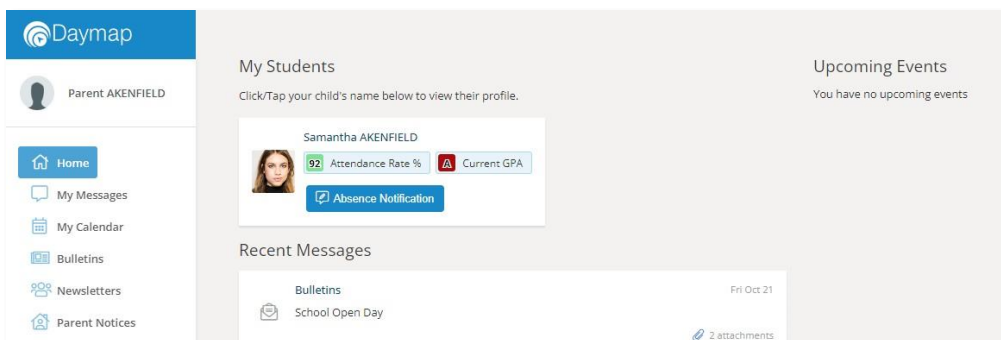 Daymap
Parent AKENFIELD
Home
My Messages
My Calendar
Bulletins
Newsletters
Parent Notices
My Students
Click/Tap your child's name below to view their profile.
Samantha AKENFIELD
92 Attendance Rate % A Current GPA
Absence Notification
Recent Messages
Bulletins Fri Oct 21
School Open Day
2 attachments
Upcoming Events
You have no upcoming events